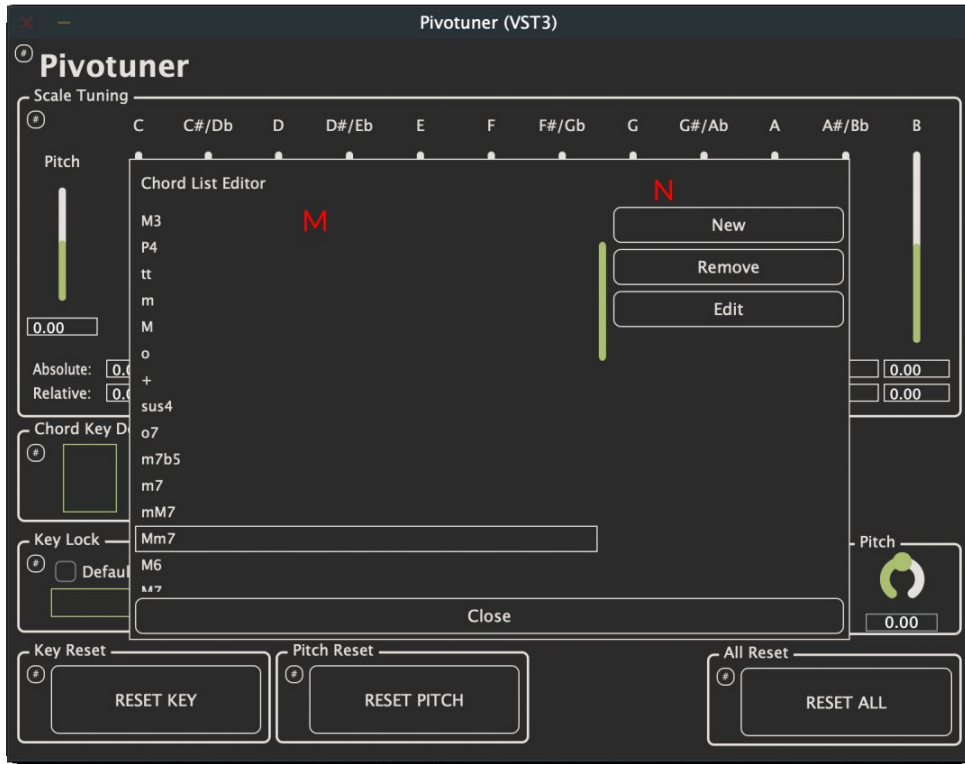 Pivotuner (VST3)
# Pivotuner
Scale Tuning
#
C C#/Db D D#/Eb E F F#/Gb G G#/Ab A A#/Bb B
Pitch
Chord List Editor
N
M3 M New
P4
Remove
tt
m Edit
M
0.00
o
Absolute: 0.00
+
Relative: 0.00
sus4
Chord Key
o7
#
m7b5
m7
mM7
Key Lock Mm7 Pitch
# M6
M7
Close
0.00
Key Reset Pitch Reset All Reset
# # #
RESET KEY RESET PITCH RESET ALL